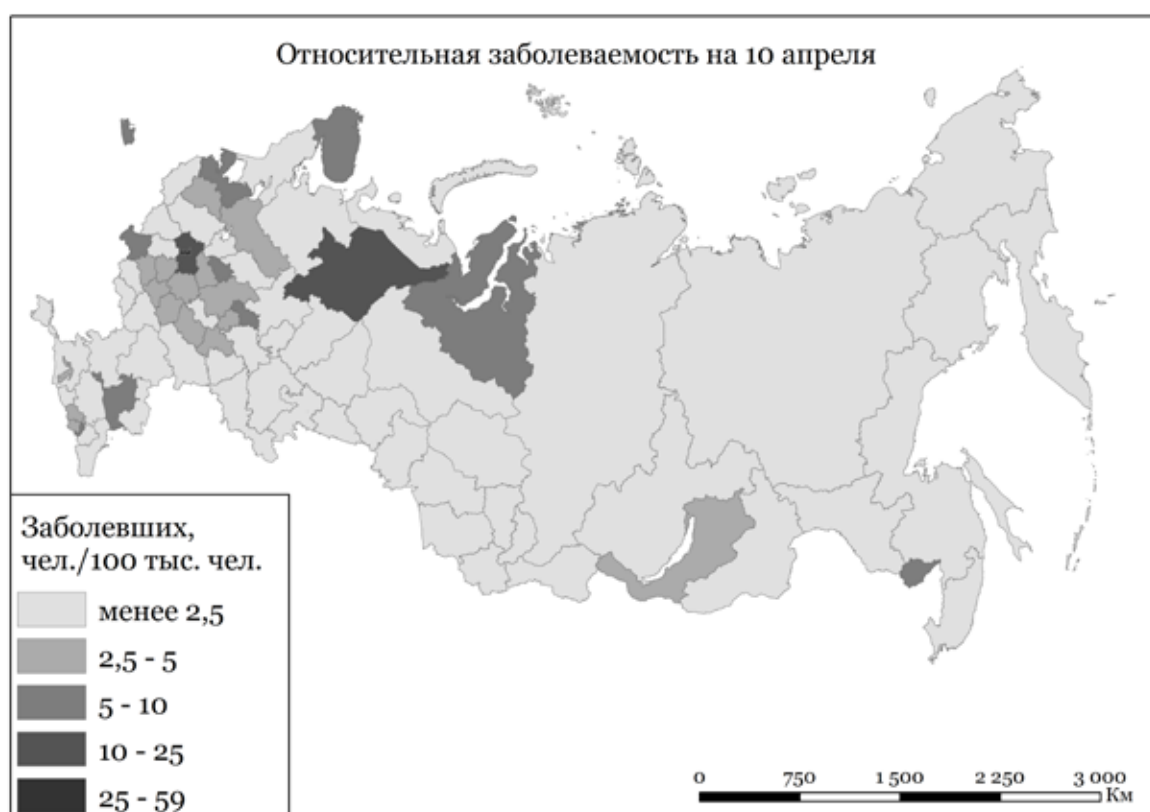 Относительная заболеваемость на 10 апреля
Заболевших,
чел./100 тыс. чел.
менее 2,5
2,5 - 5
5 - 10
10 - 25
25 - 59
0 750 1 500 2 250 3 000
Км